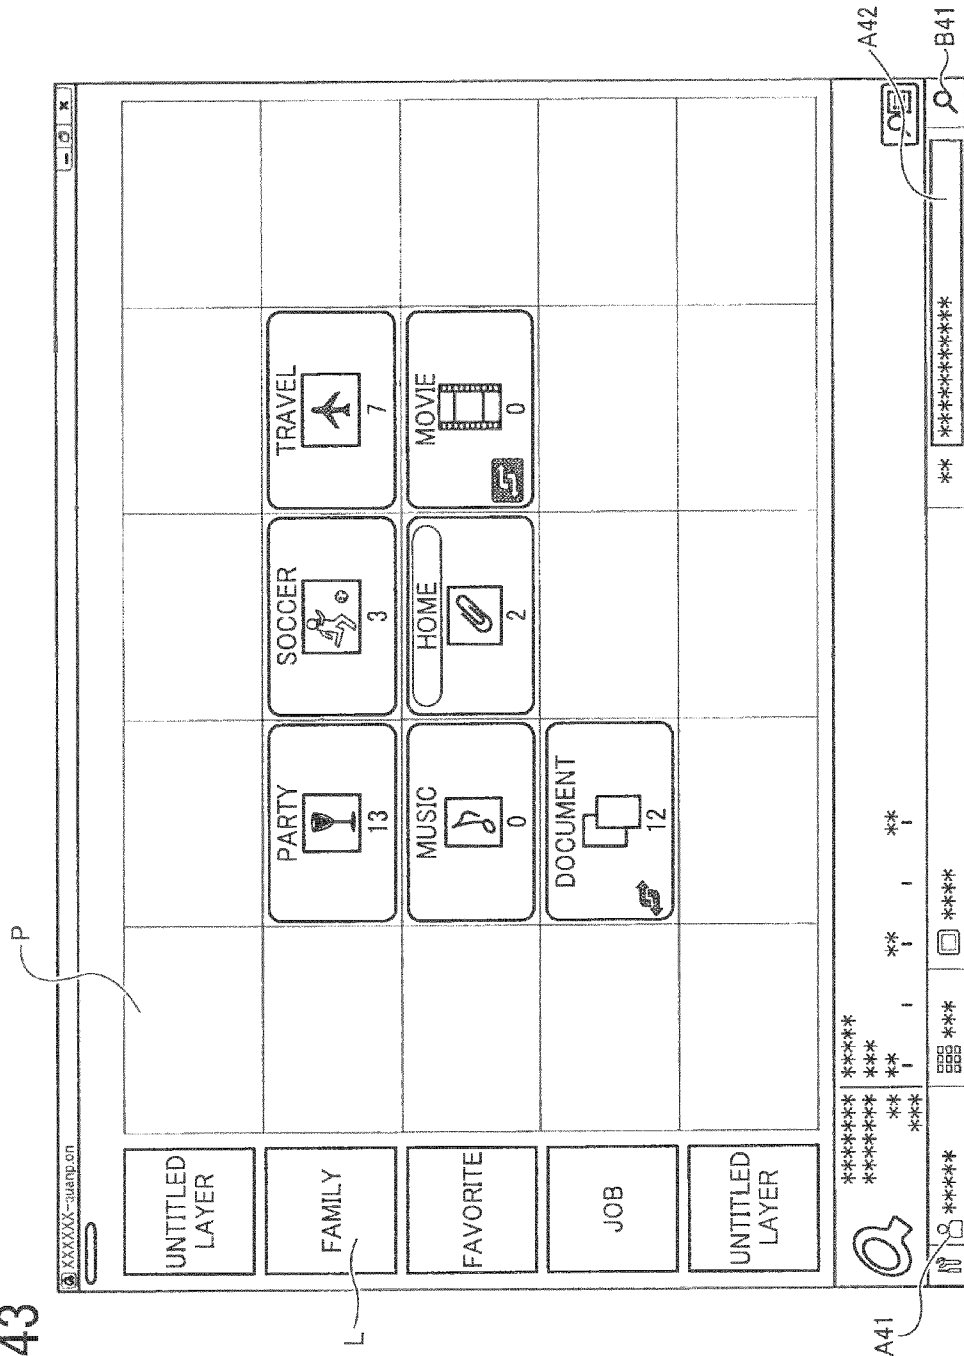 43
P
@XXXXXX-
UNTITLED
LAYER
FAMILY
PARTY
13
SOCCER
3
TRAVEL
7
FAVORITE
MUSIC
0
HOME
2
MOVIE
0
JOB
DOCUMENT
12
UNTITLED
LAYER
L
******* *****
******* ***
** ** - ** - **
***
*****
***
****
** ************
A41
A42
B41